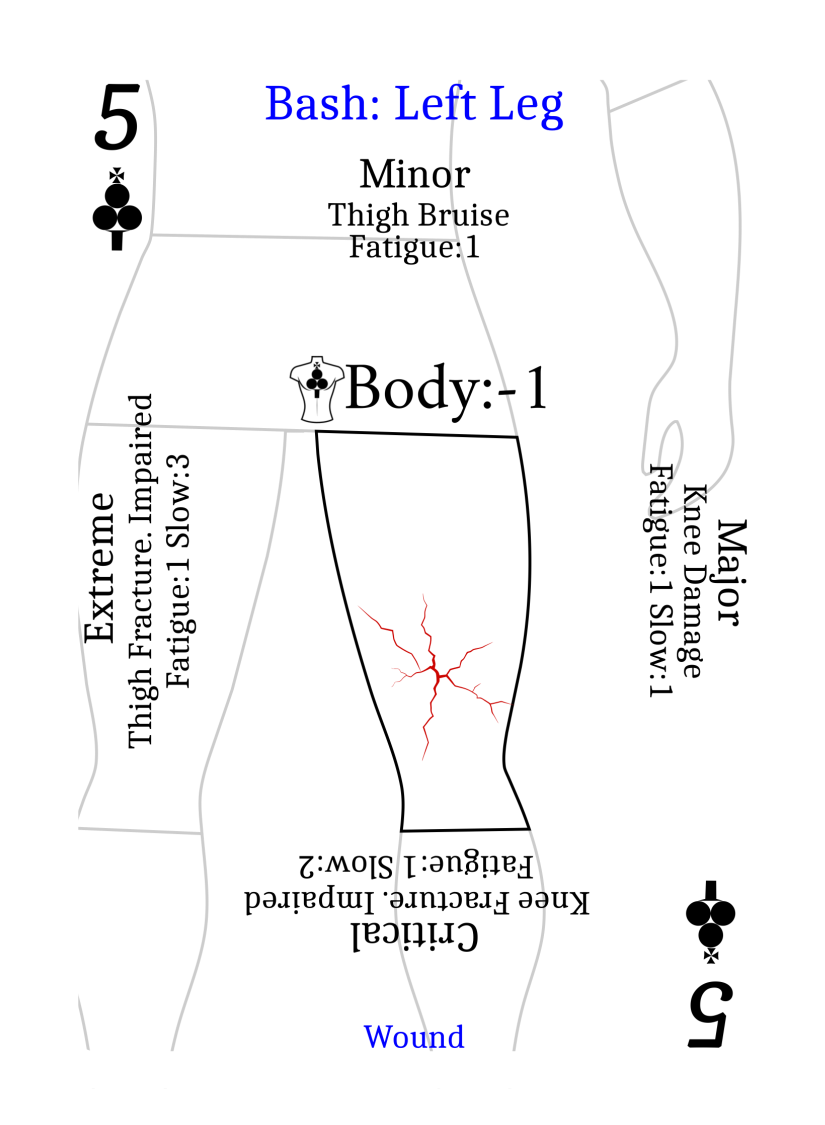 5
Bash: Left Leg
Minor
Thigh Bruise
Fatigue:1
Body:-1
Extreme
Thigh Fracture. Impaired
Fatigue:1 Slow:3
Major
Knee Damage
Fatigue:1 Slow:1
Critical
Knee Fracture. Impaired
Fatigue:1 Slow:2
Wound
5